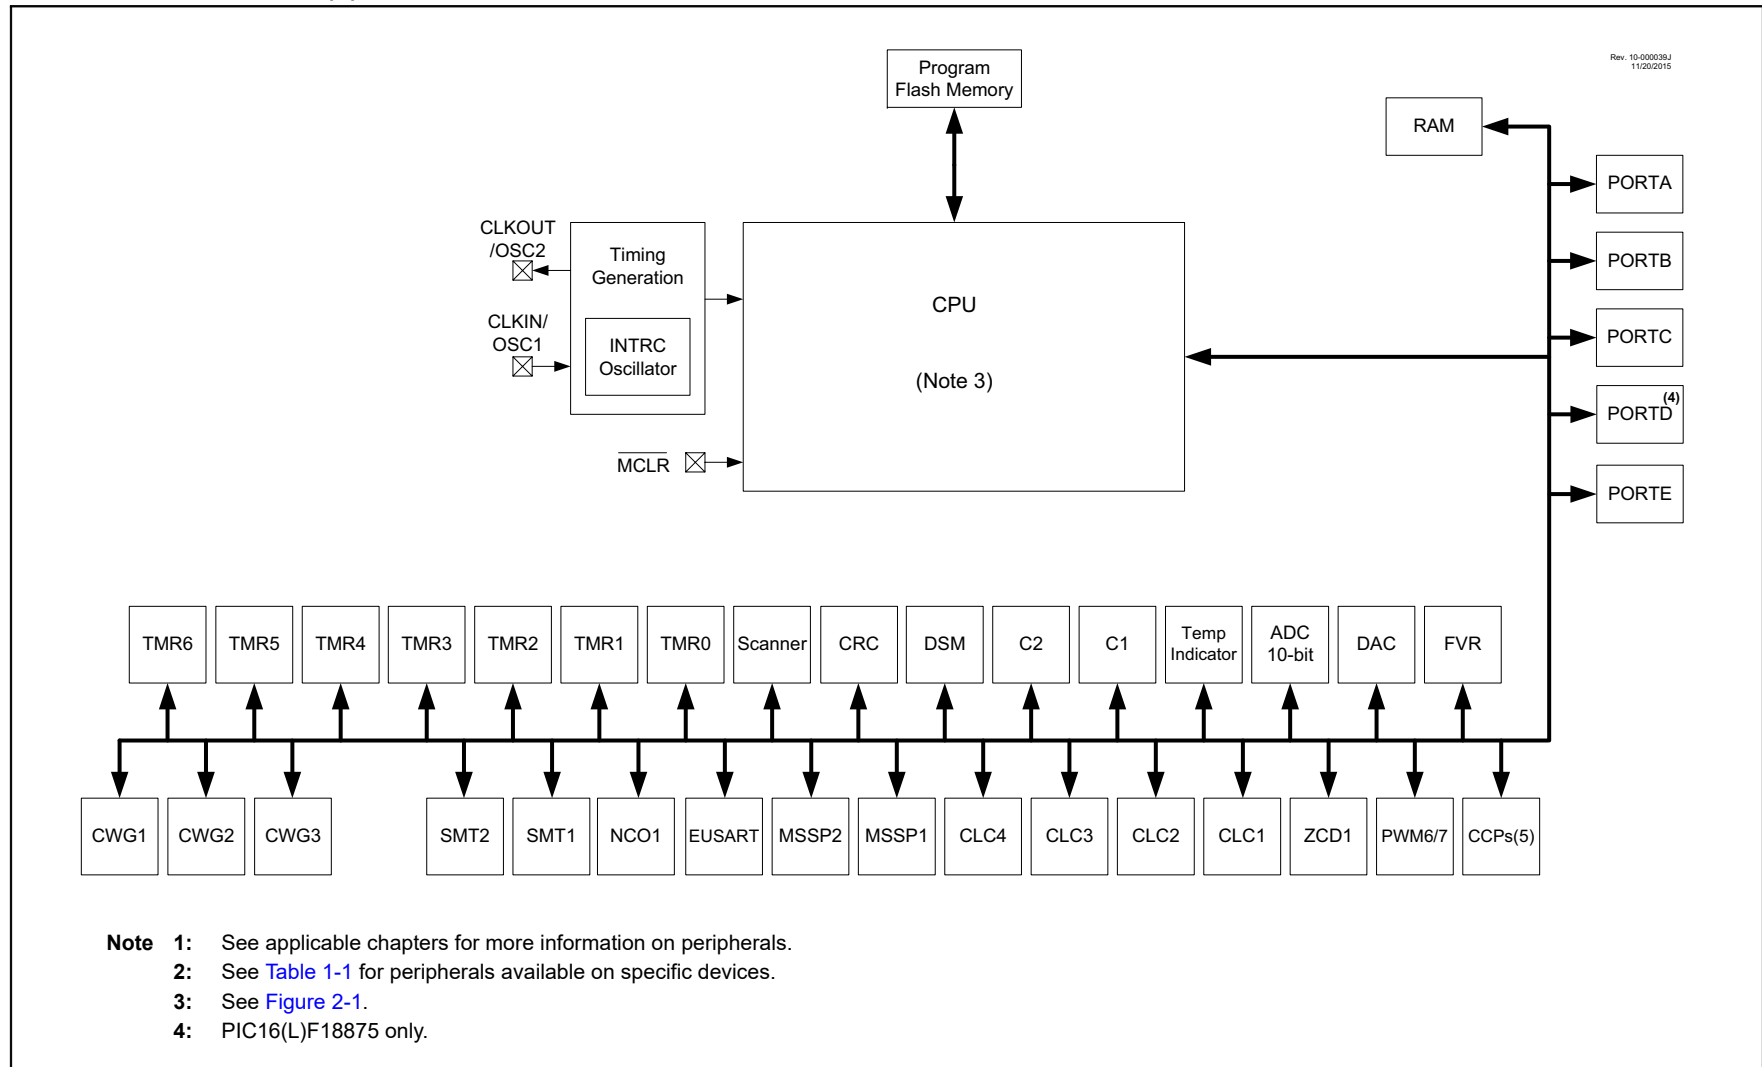 Rev. 10-000039J
11/20/2015
Program
Flash Memory
RAM
PORTA
CLKOUT
/OSC2
Timing
Generation
PORTB
CPU
CLKIN/
OSC1
INTRC
Oscillator
PORTC
(Note 3)
PORTD(4)
MCLR
PORTE
TMR6 TMR5 TMR4 TMR3 TMR2 TMR1 TMR0 Scanner CRC DSM C2 C1
Temp
Indicator
ADC
10-bit
DAC FVR
CWG1 CWG2 CWG3 SMT2 SMT1 NCO1 EUSART MSSP2 MSSP1 CLC4 CLC3 CLC2 CLC1 ZCD1 PWM6/7 CCPs(5)
Note 1: See applicable chapters for more information on peripherals.
2: See Table 1-1 for peripherals available on specific devices.
3: See Figure 2-1.
4: PIC16(L)F18875 only.